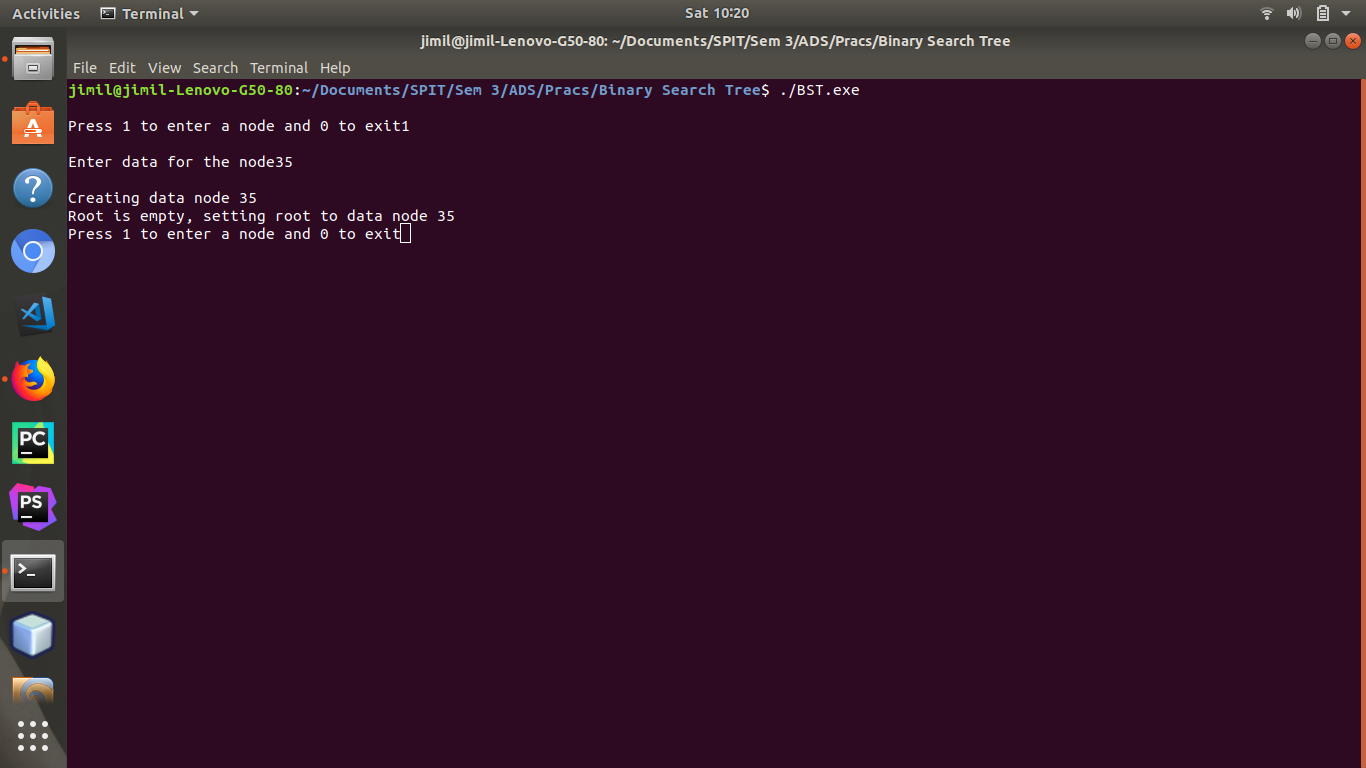 Activities Terminal Sat 10:20
jimil@jimil-Lenovo-G50-80: ~/Documents/SPIT/Sem 3/ADS/Pracs/Binary Search Tree
File Edit View Search Terminal Help
jimil@jimil-Lenovo-G50-80:~/Documents/SPIT/Sem 3/ADS/Pracs/Binary Search Tree$ ./BST.exe
Press 1 to enter a node and 0 to exit1
Enter data for the node35
Creating data node 35
Root is empty, setting root to data node 35
Press 1 to enter a node and 0 to exit
PC
PS